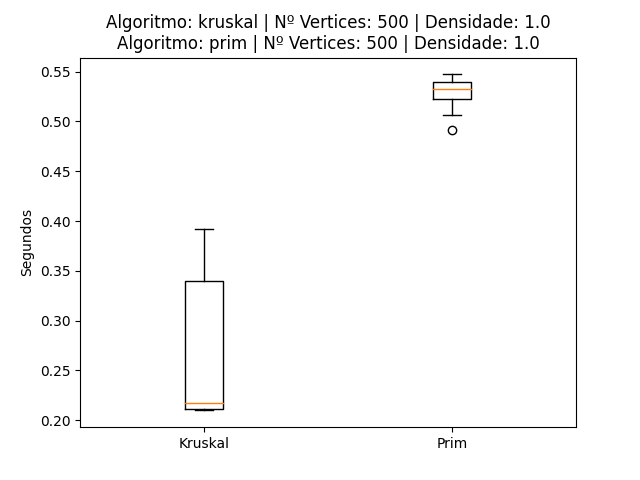 Algoritmo: kruskal | Nº Vertices: 500 | Densidade: 1.0
Algoritmo: prim | Nº Vertices: 500 | Densidade: 1.0
0.55
0.50
0.45
0.40
0.35
0.30
0.25
0.20
Segundos
Kruskal
Prim